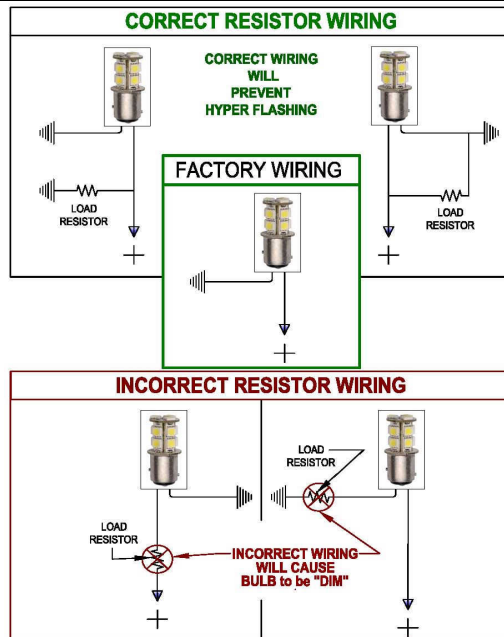 CORRECT RESISTOR WIRING
CORRECT WIRING
WILL
PREVENT
HYPER FLASHING
LOAD
RESISTOR
+
LOAD
RESISTOR
+
FACTORY WIRING
+
INCORRECT RESISTOR WIRING
LOAD
RESISTOR
+
LOAD
RESISTOR
+
INCORRECT WIRING
WILL CAUSE
BULB to be "DIM"